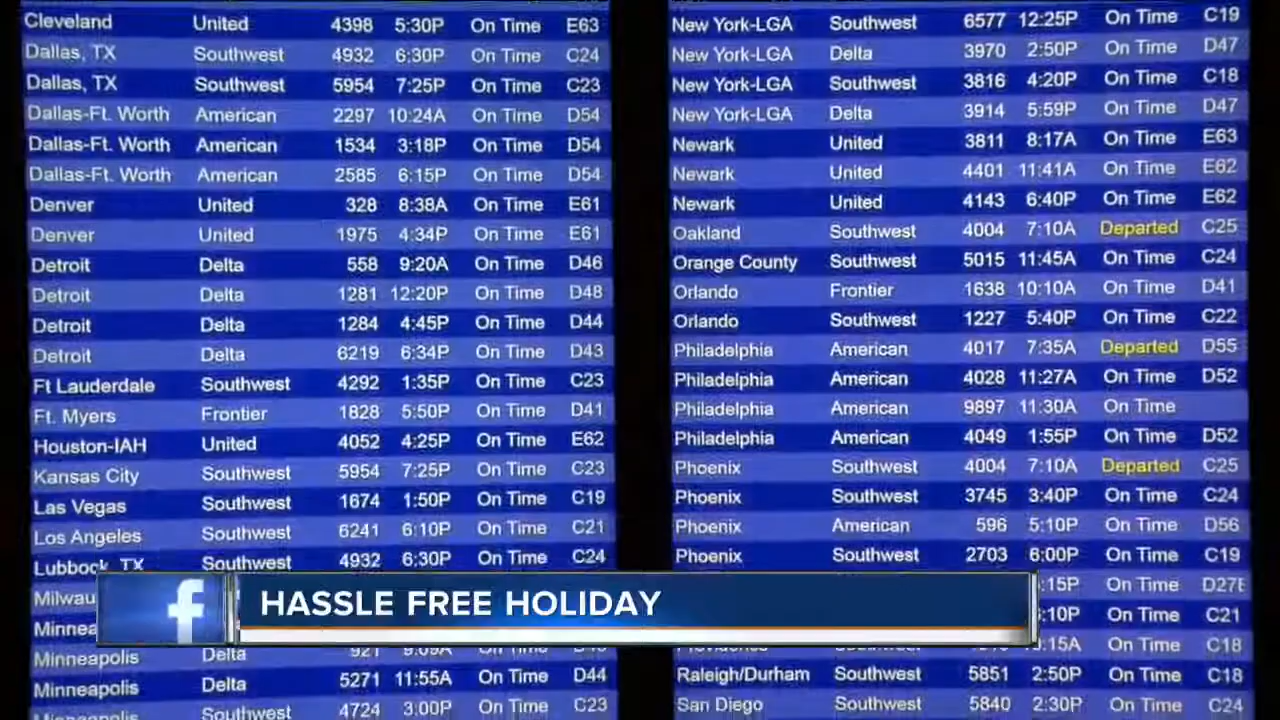 Cleveland United 4398 5:30P On Time E63
Dallas, TX Southwest 4932 6:30P On Time C24
Dallas, TX Southwest 5954 7:25P On Time C23
Dallas-Ft. Worth American 2297 10:24A On Time D54
Dallas-Ft. Worth American 1534 3:18P On Time D54
Dallas-Ft. Worth American 2585 6:15P On Time D54
Denver United 328 8:38A On Time E61
Denver United 1975 4:34P On Time E61
Detroit Delta 558 9:20A On Time D46
Detroit Delta 1281 12:20P On Time D48
Detroit Delta 1284 4:45P On Time D44
Detroit Delta 6219 6:34P On Time D43
Ft Lauderdale Southwest 4292 1:35P On Time C23
Ft. Myers Frontier 1828 5:50P On Time D41
Houston-IAH United 4052 4:25P On Time E62
Kansas City Southwest 5954 7:25P On Time C23
Las Vegas Southwest 1674 1:50P On Time C19
Los Angeles Southwest 6241 6:10P On Time C21
Lubbock, TX Southwest 4932 6:30P On Time C24
Milwau
Minnea
Minneapolis Delta 921 9:09A On Time
Minneapolis Delta 5271 11:55A On Time D44
Minneapolis Southwest 4724 3:00P On Time C23
New York-LGA Southwest 6577 12:25P On Time C19
New York-LGA Delta 3970 2:50P On Time D47
New York-LGA Southwest 3816 4:20P On Time C18
New York-LGA Delta 3914 5:59P On Time D47
Newark United 3811 8:17A On Time E63
Newark United 4401 11:41A On Time E62
Newark United 4143 6:40P On Time E62
Oakland Southwest 4004 7:10A Departed C25
Orange County Southwest 5015 11:45A On Time C24
Orlando Frontier 1638 10:10A On Time D41
Orlando Southwest 1227 5:40P On Time C22
Philadelphia American 4017 7:35A Departed D55
Philadelphia American 4028 11:27A On Time D52
Philadelphia American 9897 11:30A On Time
Philadelphia American 4049 1:55P On Time D52
Phoenix Southwest 4004 7:10A Departed C25
Phoenix Southwest 3745 3:40P On Time C24
Phoenix American 596 5:10P On Time D56
Phoenix Southwest 2703 6:00P On Time C19
:15P On Time D27E
:10P On Time C21
Providence Southwest :15A On Time C18
Raleigh/Durham Southwest 5851 2:50P On Time C18
San Diego Southwest 5840 2:30P On Time C24
f HASSLE FREE HOLIDAY